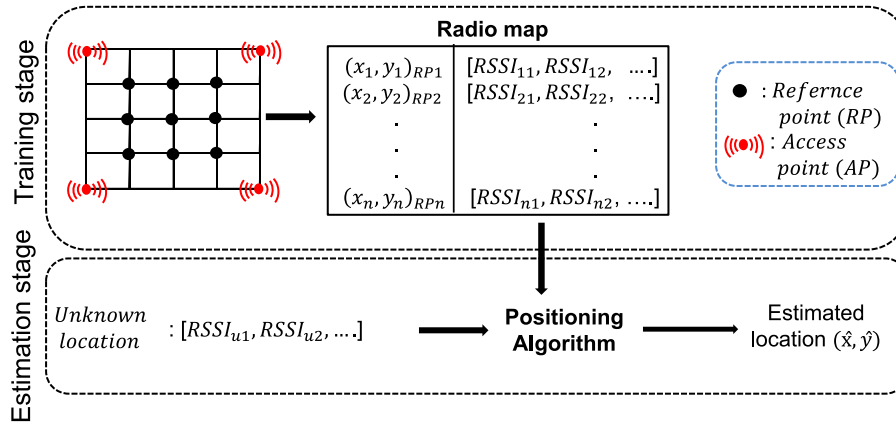 Training stage
Radio map
(x₁, y₁)RP1 [RSSI₁₁, RSSI₁₂, ....]
(x₂, y₂)RP2 [RSSI₂₁, RSSI₂₂, ....]
. .
. .
. .
(xₙ, yₙ)RPn [RSSIₙ₁, RSSIₙ₂, ....]
: Refernce
point (RP)
: Access
point (AP)
Estimation stage
Unknown
location
: [RSSIᵤ₁, RSSIᵤ₂, ....]
Positioning
Algorithm
Estimated
location (x̂, ŷ)